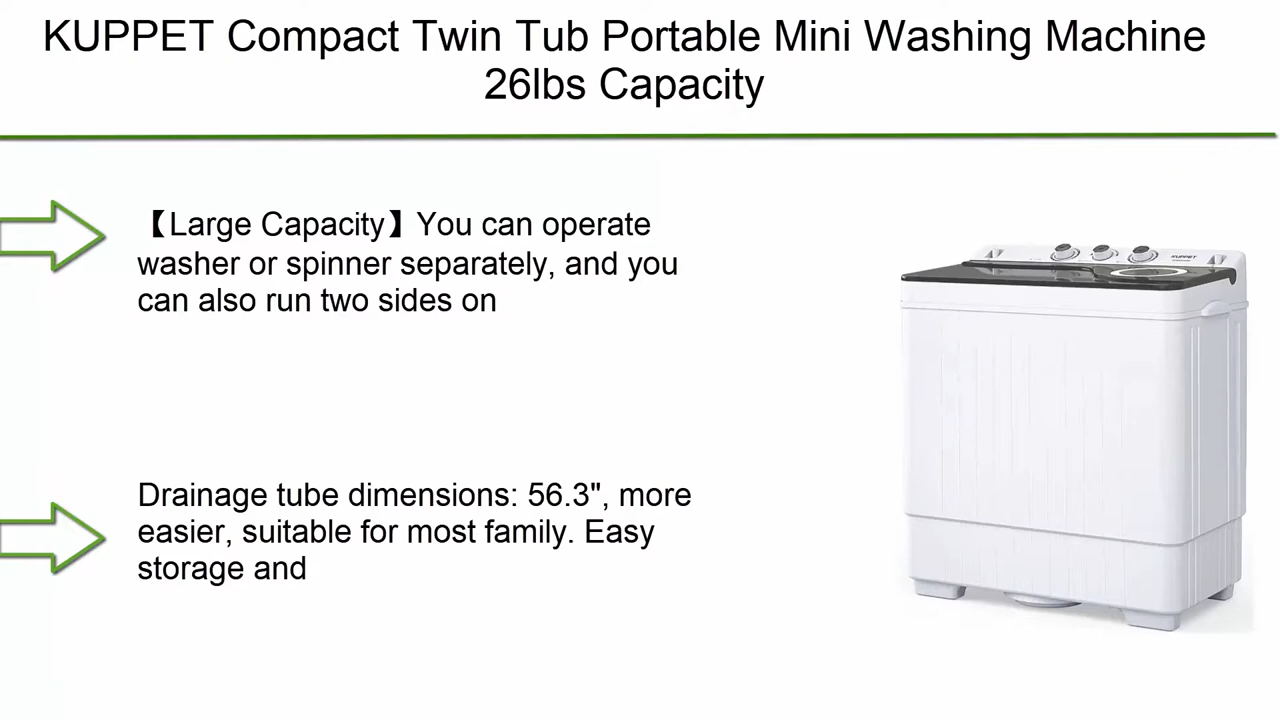 KUPPET Compact Twin Tub Portable Mini Washing Machine
26lbs Capacity
【Large Capacity】You can operate
washer or spinner separately, and you
can also run two sides on
KUPPET
Drainage tube dimensions: 56.3", more
easier, suitable for most family. Easy
storage and